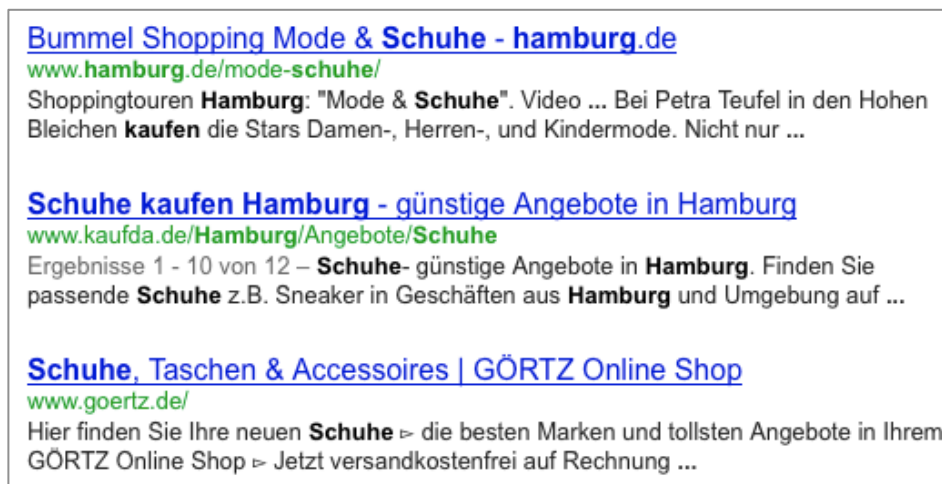 Bummel Shopping Mode & Schuhe - hamburg.de
www.hamburg.de/mode-schuhe/
Shoppingtouren Hamburg: "Mode & Schuhe". Video ... Bei Petra Teufel in den Hohen
Bleichen kaufen die Stars Damen-, Herren-, und Kindermode. Nicht nur ...
Schuhe kaufen Hamburg - günstige Angebote in Hamburg
www.kaufda.de/Hamburg/Angebote/Schuhe
Ergebnisse 1 - 10 von 12 – Schuhe- günstige Angebote in Hamburg. Finden Sie
passende Schuhe z.B. Sneaker in Geschäften aus Hamburg und Umgebung auf ...
Schuhe, Taschen & Accessoires | GÖRTZ Online Shop
www.goertz.de/
Hier finden Sie Ihre neuen Schuhe ▻ die besten Marken und tollsten Angebote in Ihrem
GÖRTZ Online Shop ▻ Jetzt versandkostenfrei auf Rechnung ...